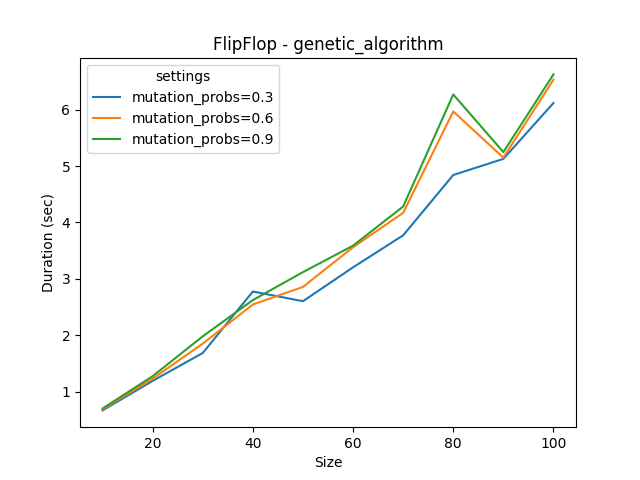 FlipFlop - genetic_algorithm
settings
mutation_probs=0.3
mutation_probs=0.6
mutation_probs=0.9
Duration (sec)
6
5
4
3
2
1
20
40
60
80
100
Size